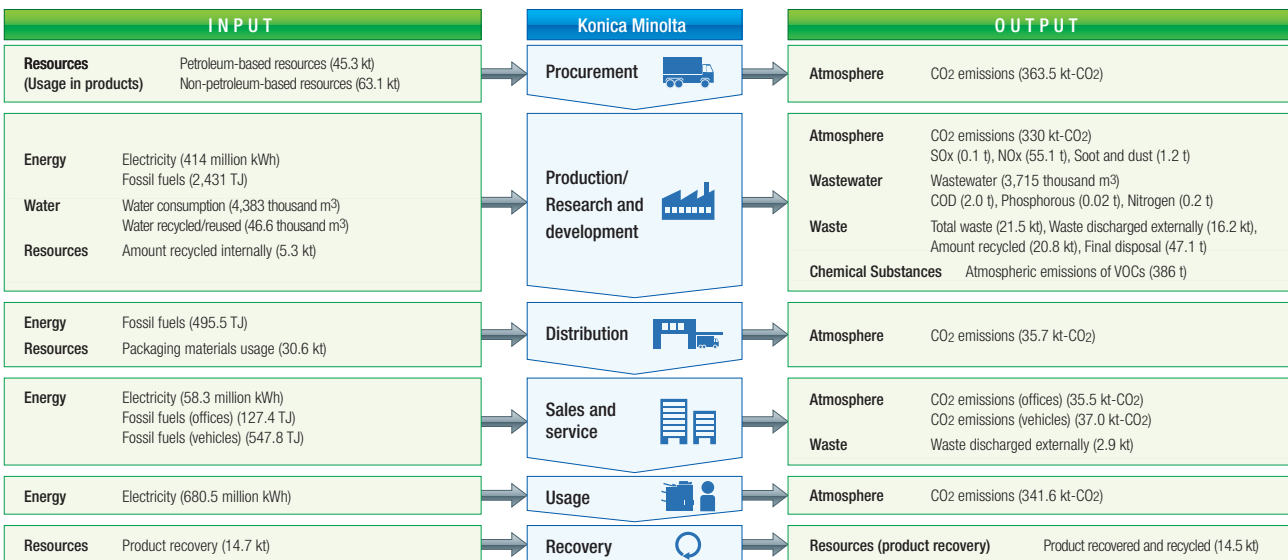 INPUT
Konica Minolta
OUTPUT
Resources Petroleum-based resources (45.3 kt)
(Usage in products) Non-petroleum-based resources (63.1 kt)
Procurement
Atmosphere CO2 emissions (363.5 kt-CO2)
Energy Electricity (414 million kWh)
Fossil fuels (2,431 TJ)
Water Water consumption (4,383 thousand m3)
Water recycled/reused (46.6 thousand m3)
Resources Amount recycled internally (5.3 kt)
Production/
Research and
development
Atmosphere CO2 emissions (330 kt-CO2)
SOx (0.1 t), NOx (55.1 t), Soot and dust (1.2 t)
Wastewater Wastewater (3,715 thousand m3)
COD (2.0 t), Phosphorous (0.02 t), Nitrogen (0.2 t)
Waste Total waste (21.5 kt), Waste discharged externally (16.2 kt),
Amount recycled (20.8 kt), Final disposal (47.1 t)
Chemical Substances Atmospheric emissions of VOCs (386 t)
Energy Fossil fuels (495.5 TJ)
Resources Packaging materials usage (30.6 kt)
Distribution
Atmosphere CO2 emissions (35.7 kt-CO2)
Energy Electricity (58.3 million kWh)
Fossil fuels (offices) (127.4 TJ)
Fossil fuels (vehicles) (547.8 TJ)
Sales and
service
Atmosphere CO2 emissions (offices) (35.5 kt-CO2)
CO2 emissions (vehicles) (37.0 kt-CO2)
Waste Waste discharged externally (2.9 kt)
Energy Electricity (680.5 million kWh)
Usage
Atmosphere CO2 emissions (341.6 kt-CO2)
Resources Product recovery (14.7 kt)
Recovery
Resources (product recovery) Product recovered and recycled (14.5 kt)